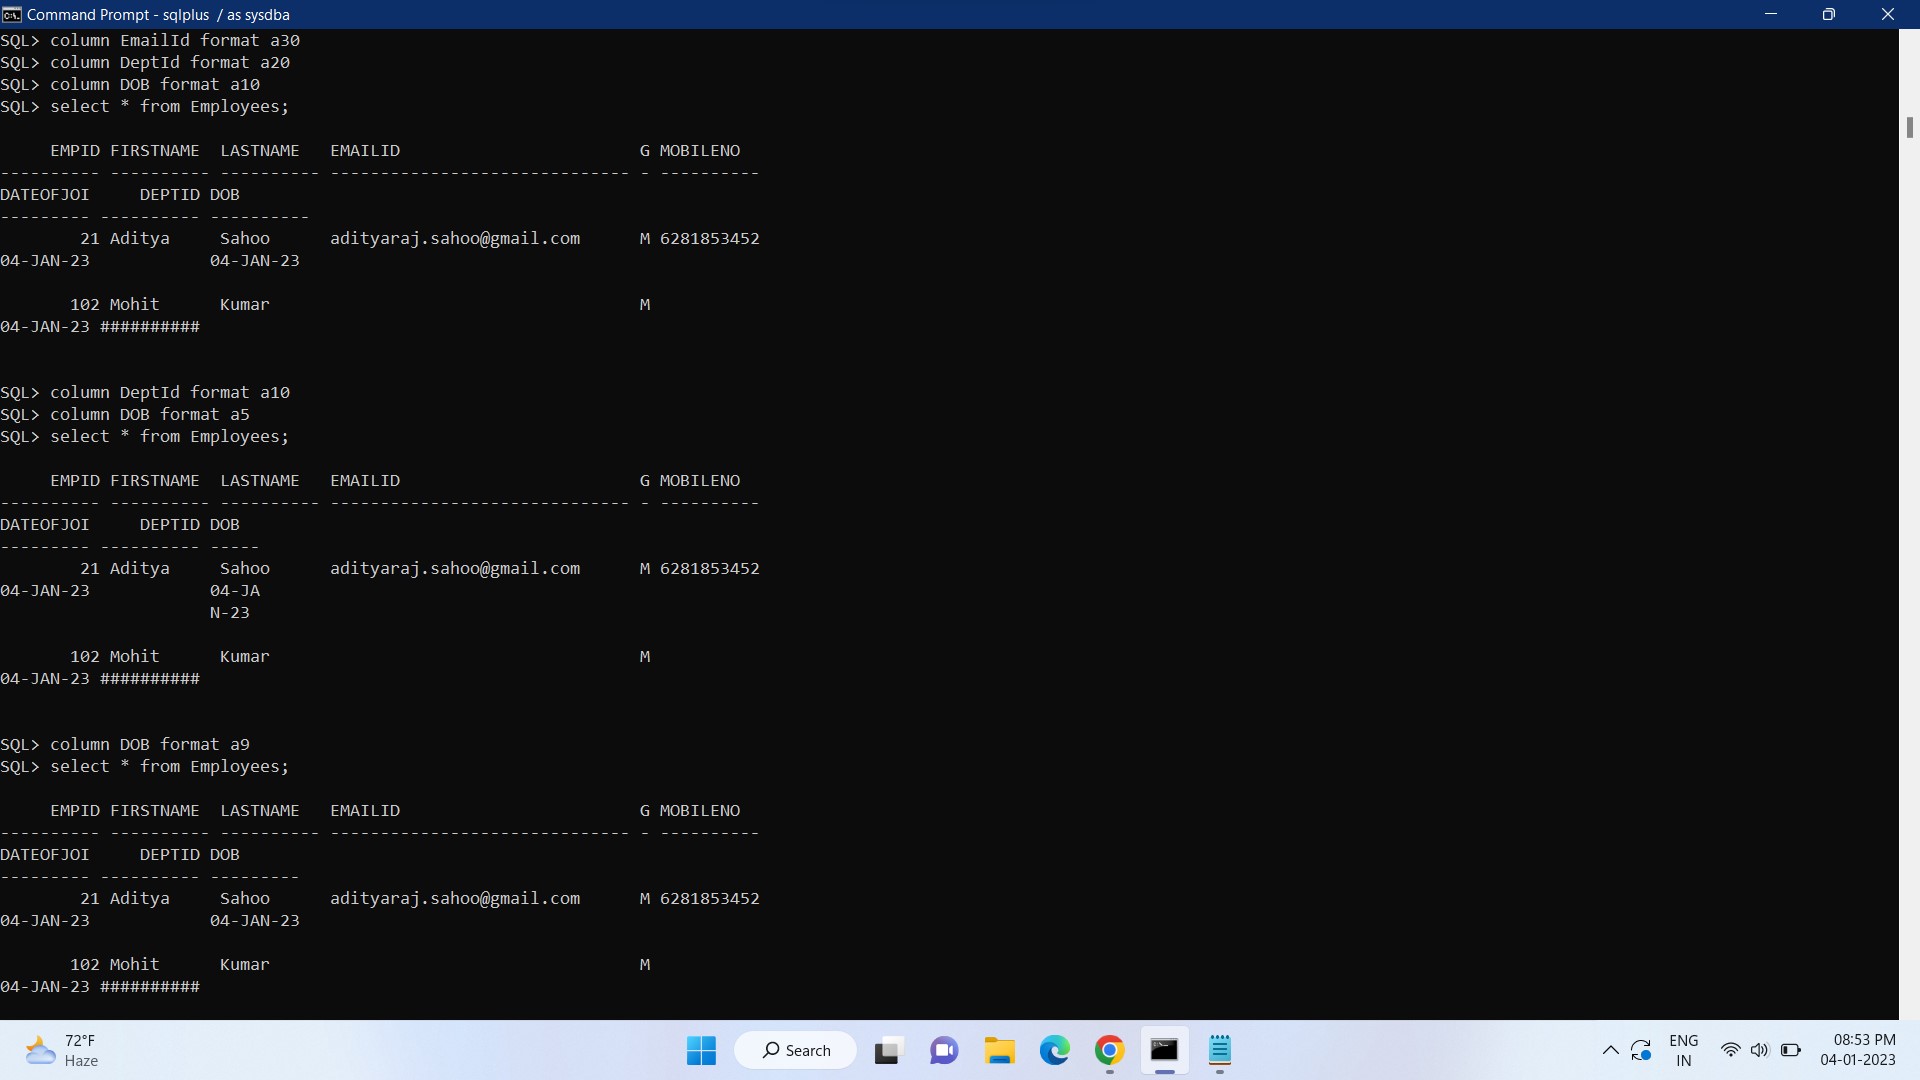 Command Prompt - sqlplus  / as sysdba
SQL> column EmailId format a30
SQL> column DeptId format a20
SQL> column DOB format a10
SQL> select * from Employees;

     EMPID FIRSTNAME  LASTNAME   EMAILID                        G MOBILENO
---------- ---------- ---------- ------------------------------ - ----------
DATEOFJOI     DEPTID DOB
--------- ---------- ----------
        21 Aditya     Sahoo      adityaraj.sahoo@gmail.com      M 6281853452
04-JAN-23            04-JAN-23

       102 Mohit      Kumar                                     M
04-JAN-23 ##########

SQL> column DeptId format a10
SQL> column DOB format a5
SQL> select * from Employees;

     EMPID FIRSTNAME  LASTNAME   EMAILID                        G MOBILENO
---------- ---------- ---------- ------------------------------ - ----------
DATEOFJOI     DEPTID DOB
--------- ---------- -----
        21 Aditya     Sahoo      adityaraj.sahoo@gmail.com      M 6281853452
04-JAN-23            04-JA
                     N-23

       102 Mohit      Kumar                                     M
04-JAN-23 ##########

SQL> column DOB format a9
SQL> select * from Employees;

     EMPID FIRSTNAME  LASTNAME   EMAILID                        G MOBILENO
---------- ---------- ---------- ------------------------------ - ----------
DATEOFJOI     DEPTID DOB
--------- ---------- ---------
        21 Aditya     Sahoo      adityaraj.sahoo@gmail.com      M 6281853452
04-JAN-23            04-JAN-23

       102 Mohit      Kumar                                     M
04-JAN-23 ##########
72°F
Haze
Search
ENG
IN
08:53 PM
04-01-2023